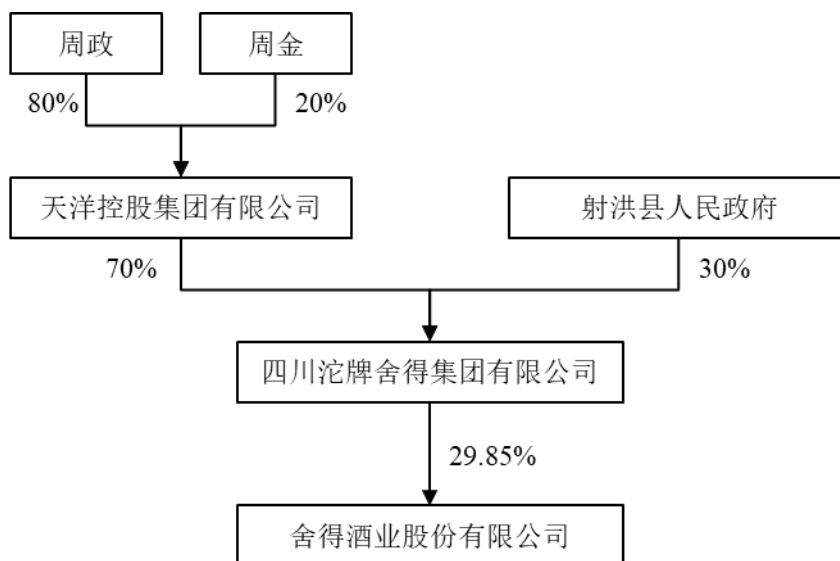 周政
周金
80%
20%
天洋控股集团有限公司
射洪县人民政府
70%
30%
四川沱牌舍得集团有限公司
29.85%
舍得酒业股份有限公司